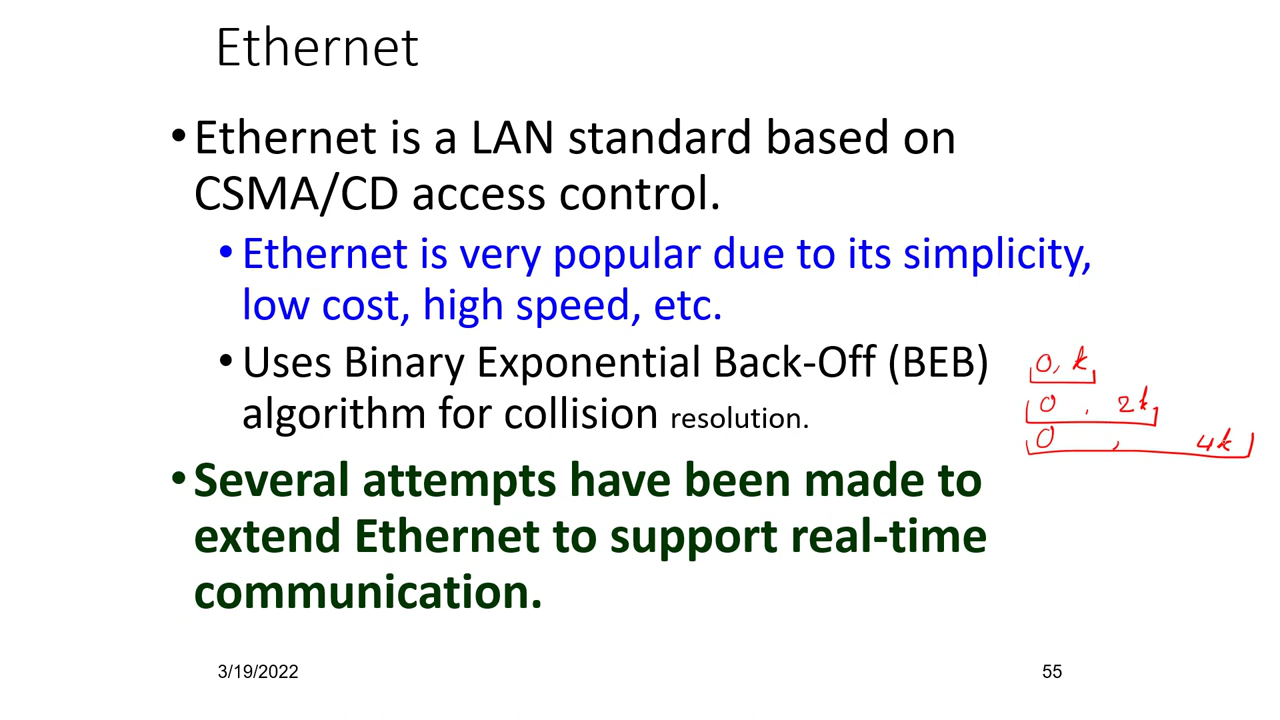 Ethernet
• Ethernet is a LAN standard based on
CSMA/CD access control.
• Ethernet is very popular due to its simplicity,
low cost, high speed, etc.
• Uses Binary Exponential Back-Off (BEB)
algorithm for collision resolution.
0, k
0 , 2k
0 , 4k
• Several attempts have been made to
extend Ethernet to support real-time
communication.
3/19/2022 55